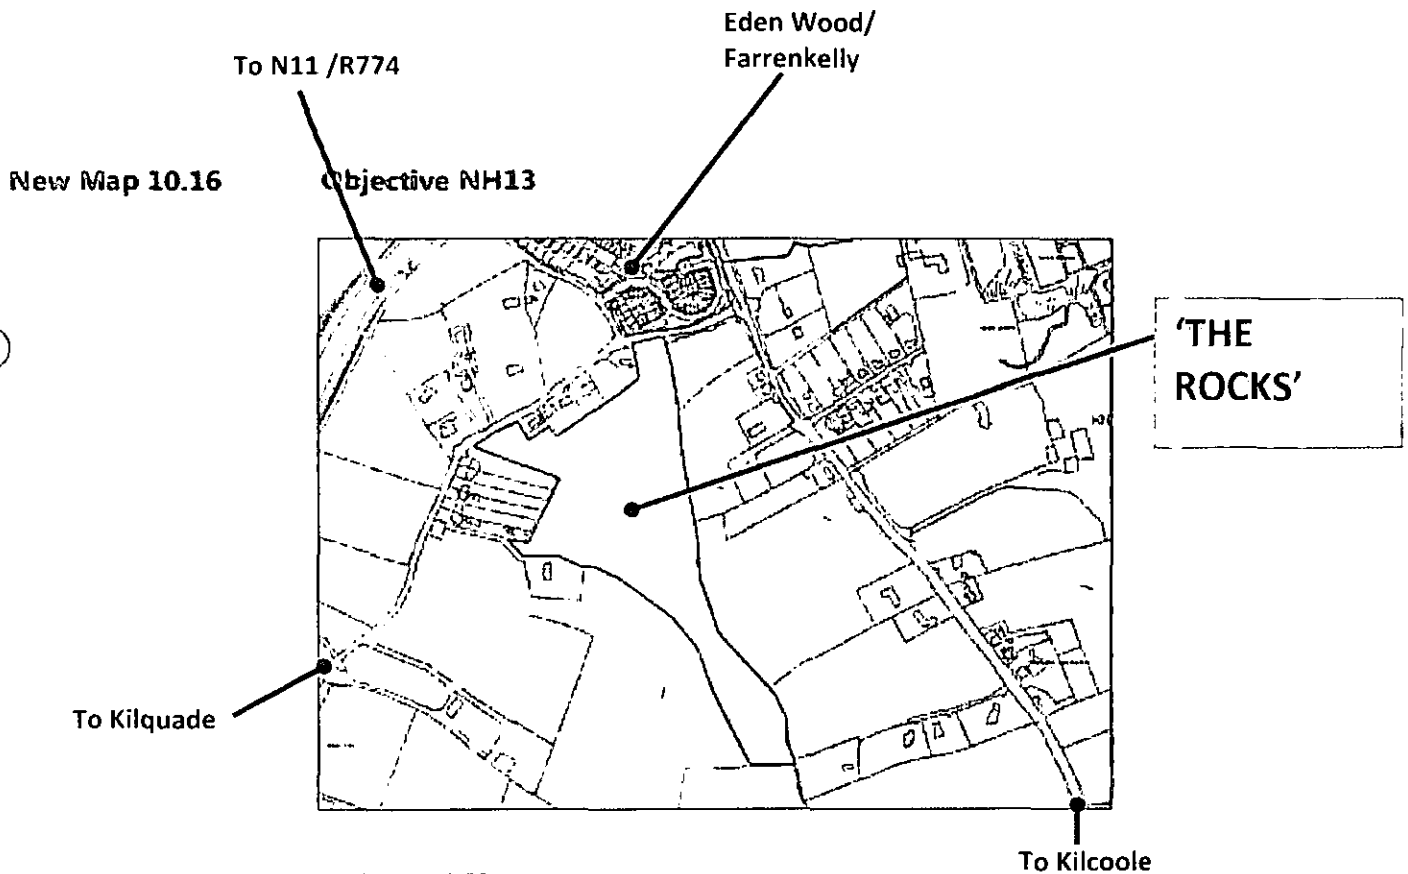 Eden Wood/
Farrenkelly
To N11 /R774
New Map 10.16 Objective NH13
'THE
ROCKS'
To Kilquade
To Kilcoole